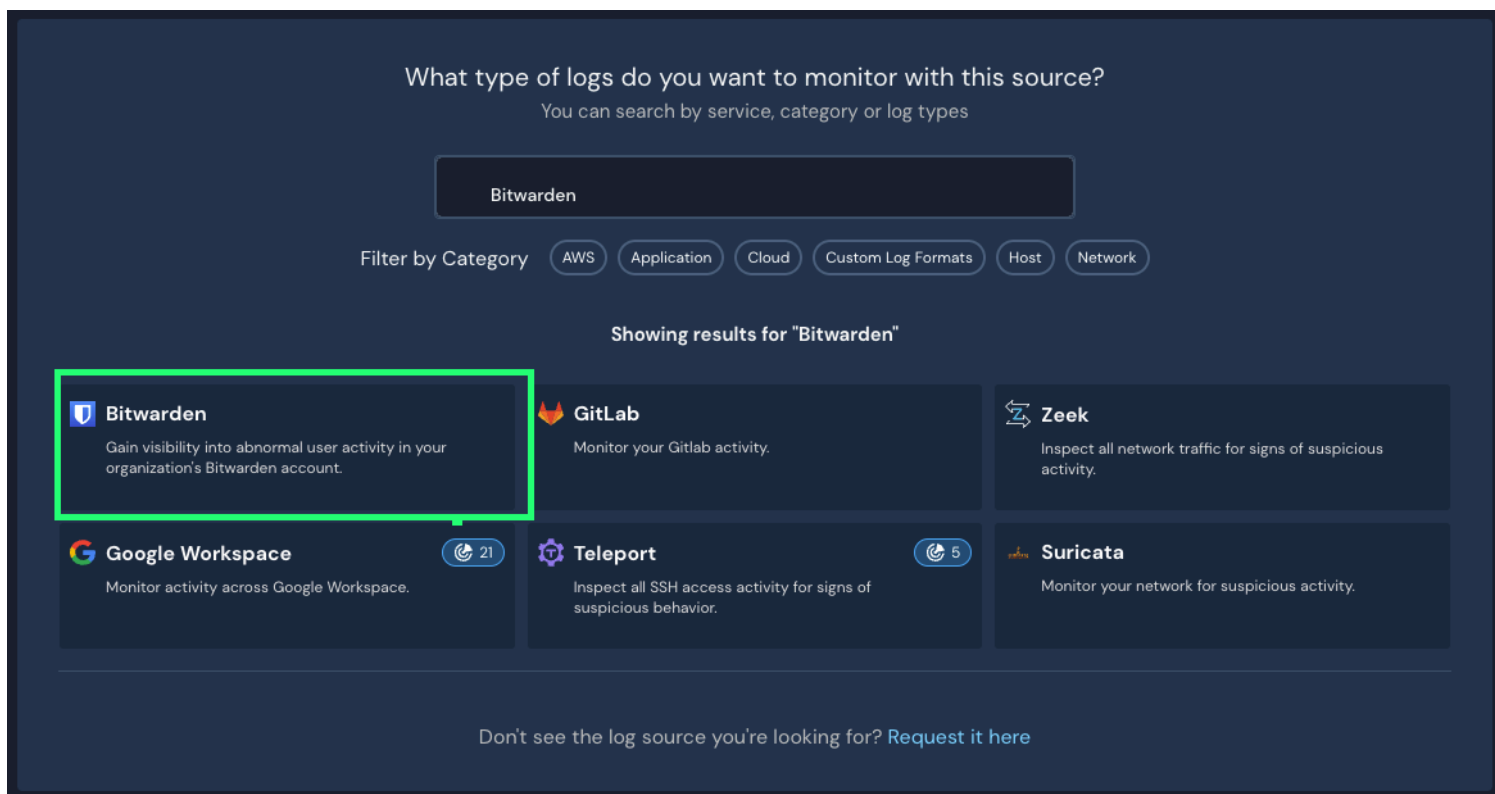 What type of logs do you want to monitor with this source?
You can search by service, category or log types
Bitwarden
Filter by Category AWS Application Cloud Custom Log Formats Host Network
Showing results for "Bitwarden"
Bitwarden
Gain visibility into abnormal user activity in your
organization's Bitwarden account.
GitLab
Monitor your Gitlab activity.
Zeek
Inspect all network traffic for signs of suspicious
activity.
Google Workspace 21
Monitor activity across Google Workspace.
Teleport 5
Inspect all SSH access activity for signs of
suspicious behavior.
Suricata
Monitor your network for suspicious activity.
Don't see the log source you're looking for? Request it here